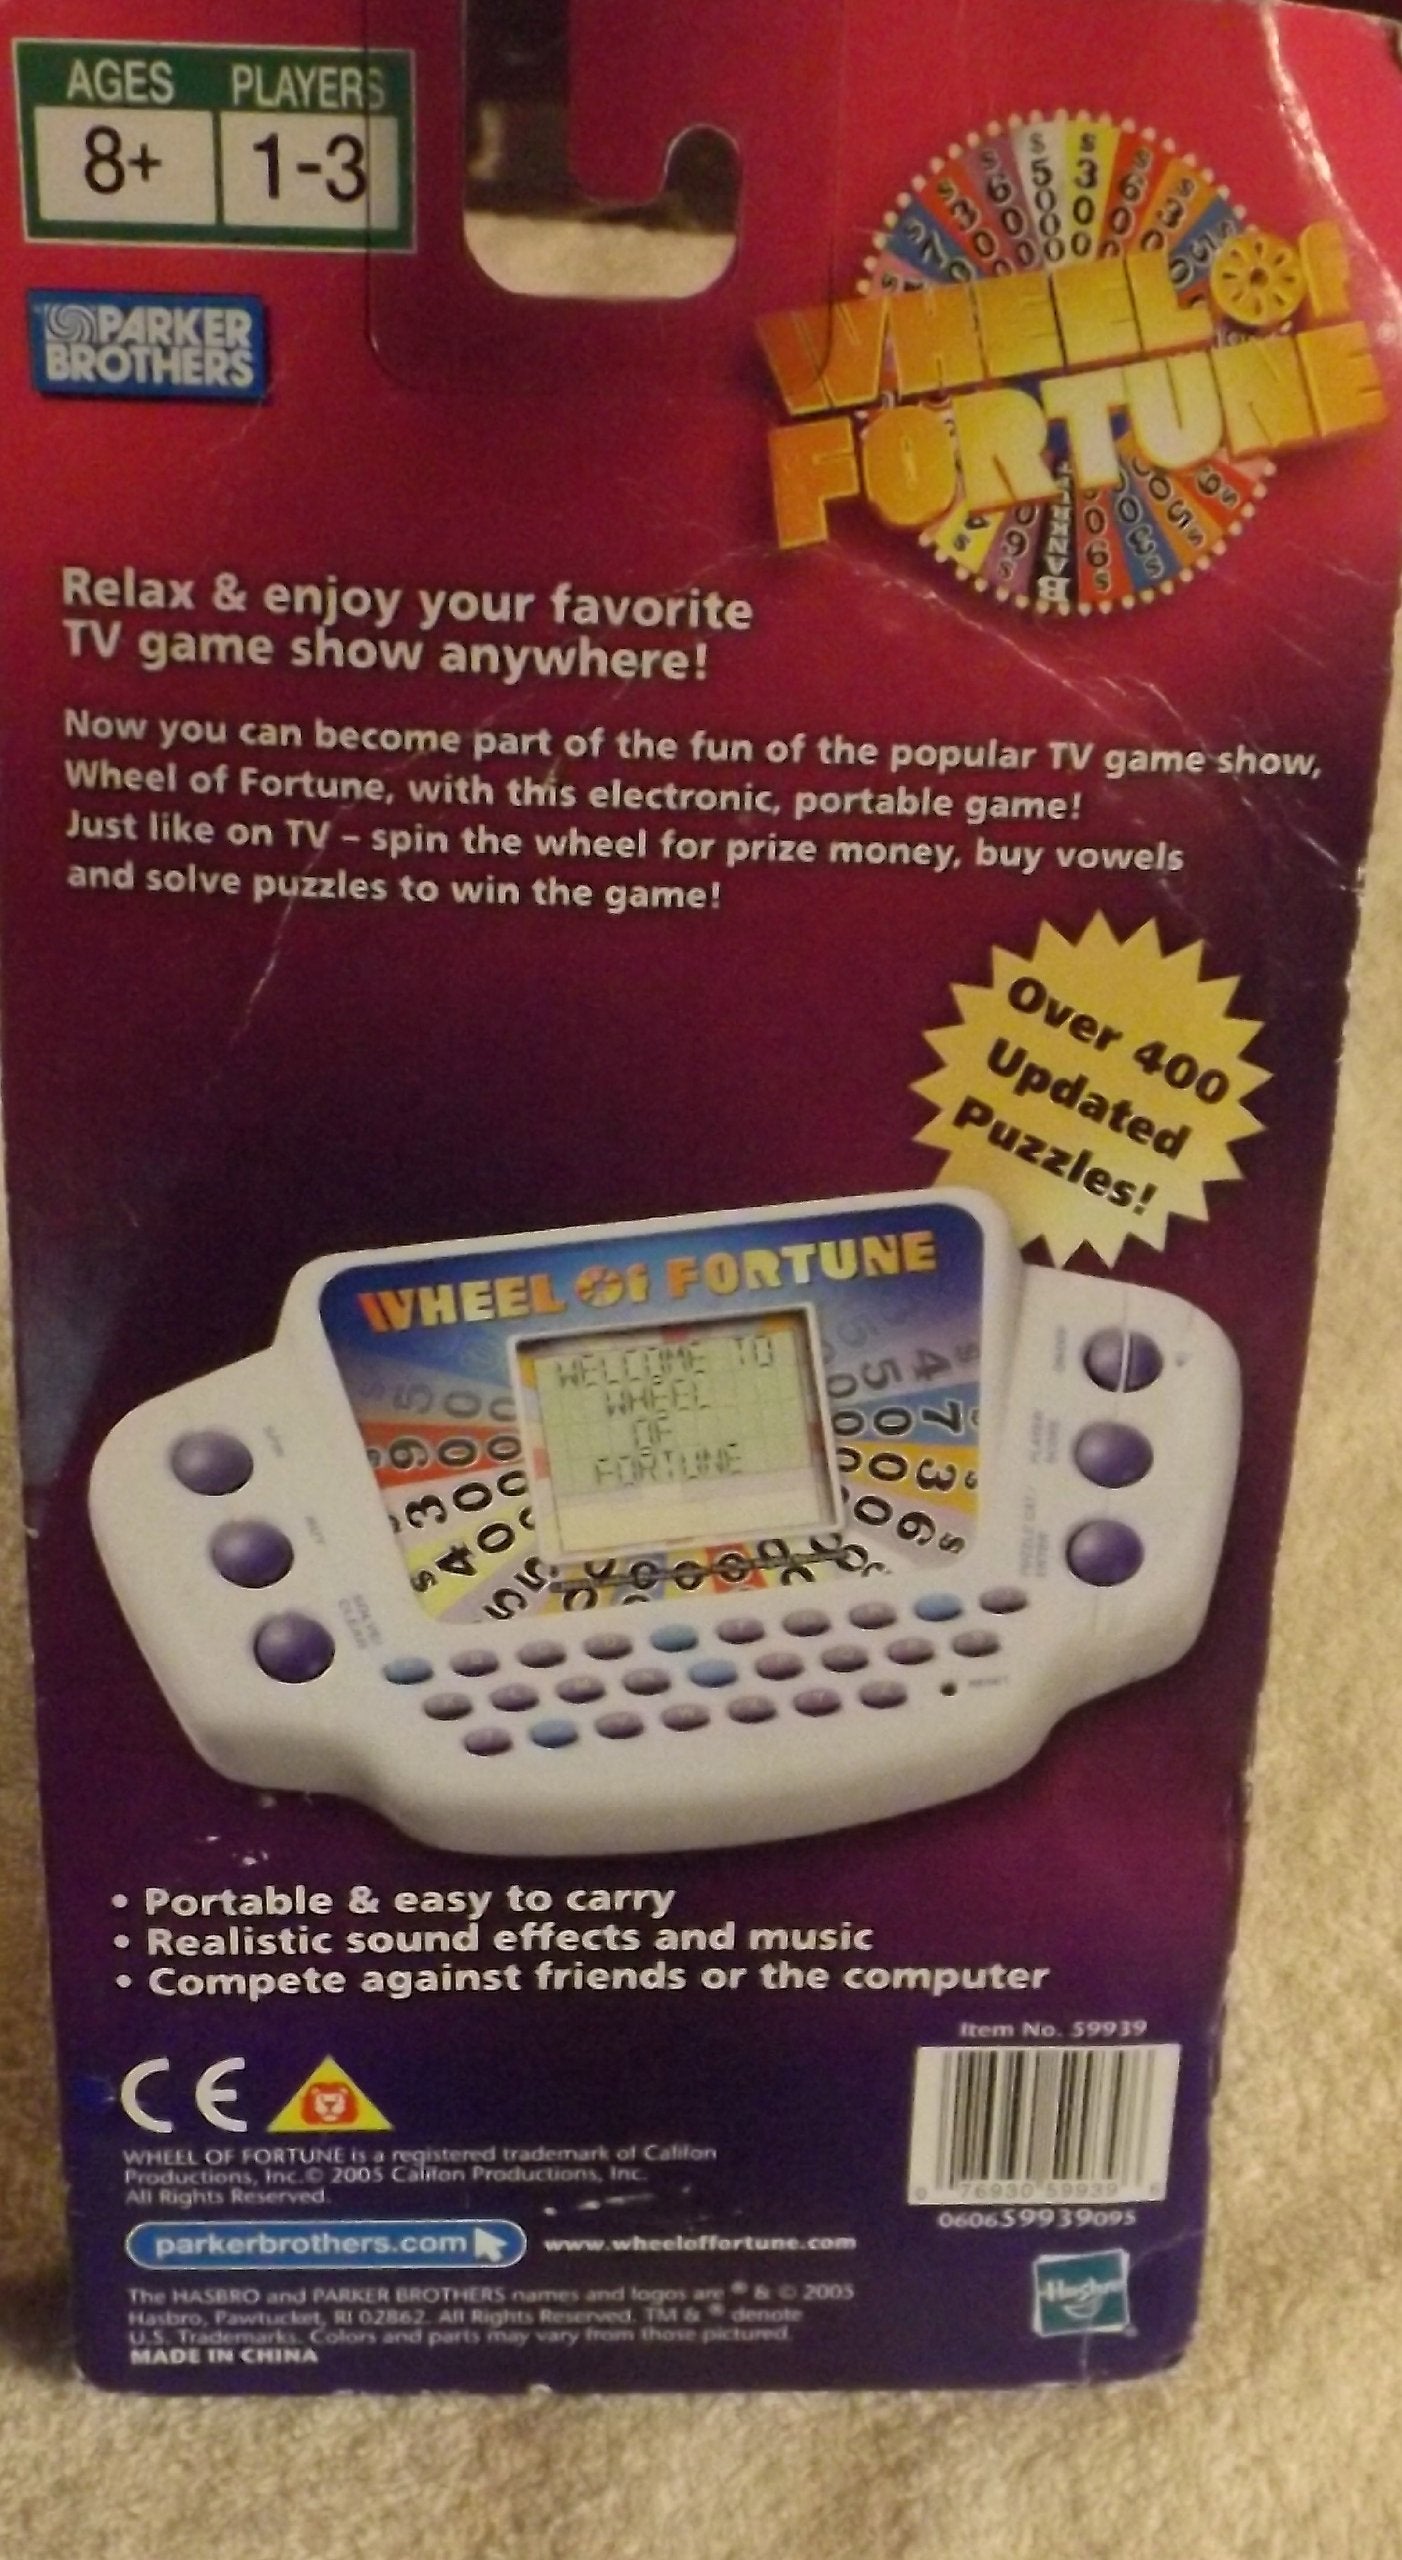 AGES PLAYERS
8+ 1-3
PARKER
BROTHERS
WHEEL OF
FORTUNE
Relax & enjoy your favorite
TV game show anywhere!
Now you can become part of the fun of the popular TV game show,
Wheel of Fortune, with this electronic, portable game!
Just like on TV – spin the wheel for prize money, buy vowels
and solve puzzles to win the game!
Over 400
Updated
Puzzles!
WHEEL OF FORTUNE
WELCOME TO
WHEEL
OF
FORTUNE
• Portable & easy to carry
• Realistic sound effects and music
• Compete against friends or the computer
Item No. 59939
CE
WHEEL OF FORTUNE is a registered trademark of Califon
Productions, Inc. © 2005 Califon Productions, Inc.
All Rights Reserved.
0 76930 59939 6
060659939095
parkerbrothers.com www.wheeloffortune.com
The HASBRO and PARKER BROTHERS names and logos are ® & © 2005
Hasbro, Pawtucket, RI 02862. All Rights Reserved. TM & ® denote
U.S. Trademarks. Colors and parts may vary from those pictured.
MADE IN CHINA
Hasbro